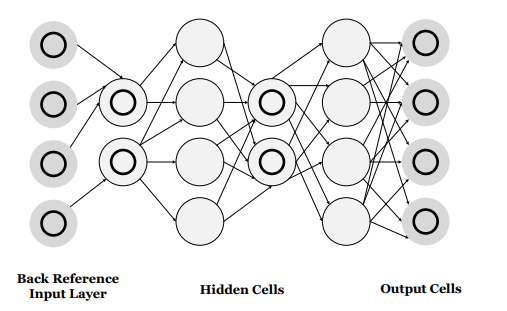 Back Reference
Input Layer
Hidden Cells
Output Cells